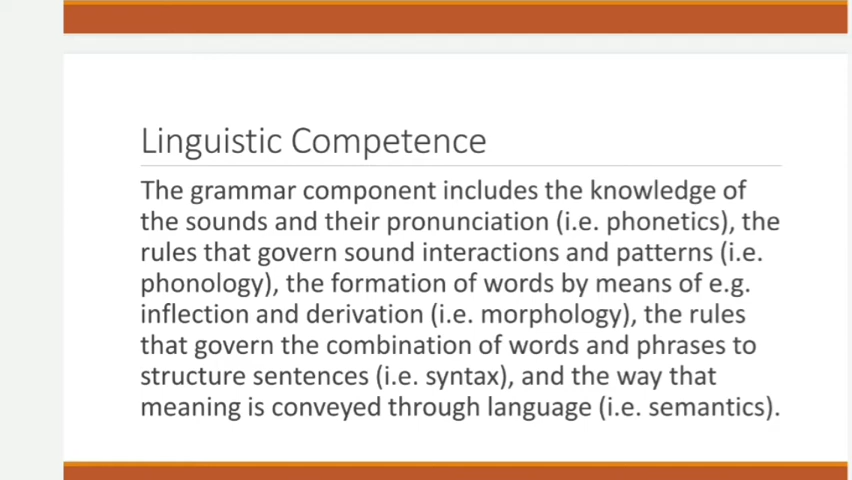 Linguistic Competence
The grammar component includes the knowledge of
the sounds and their pronunciation (i.e. phonetics), the
rules that govern sound interactions and patterns (i.e.
phonology), the formation of words by means of e.g.
inflection and derivation (i.e. morphology), the rules
that govern the combination of words and phrases to
structure sentences (i.e. syntax), and the way that
meaning is conveyed through language (i.e. semantics).